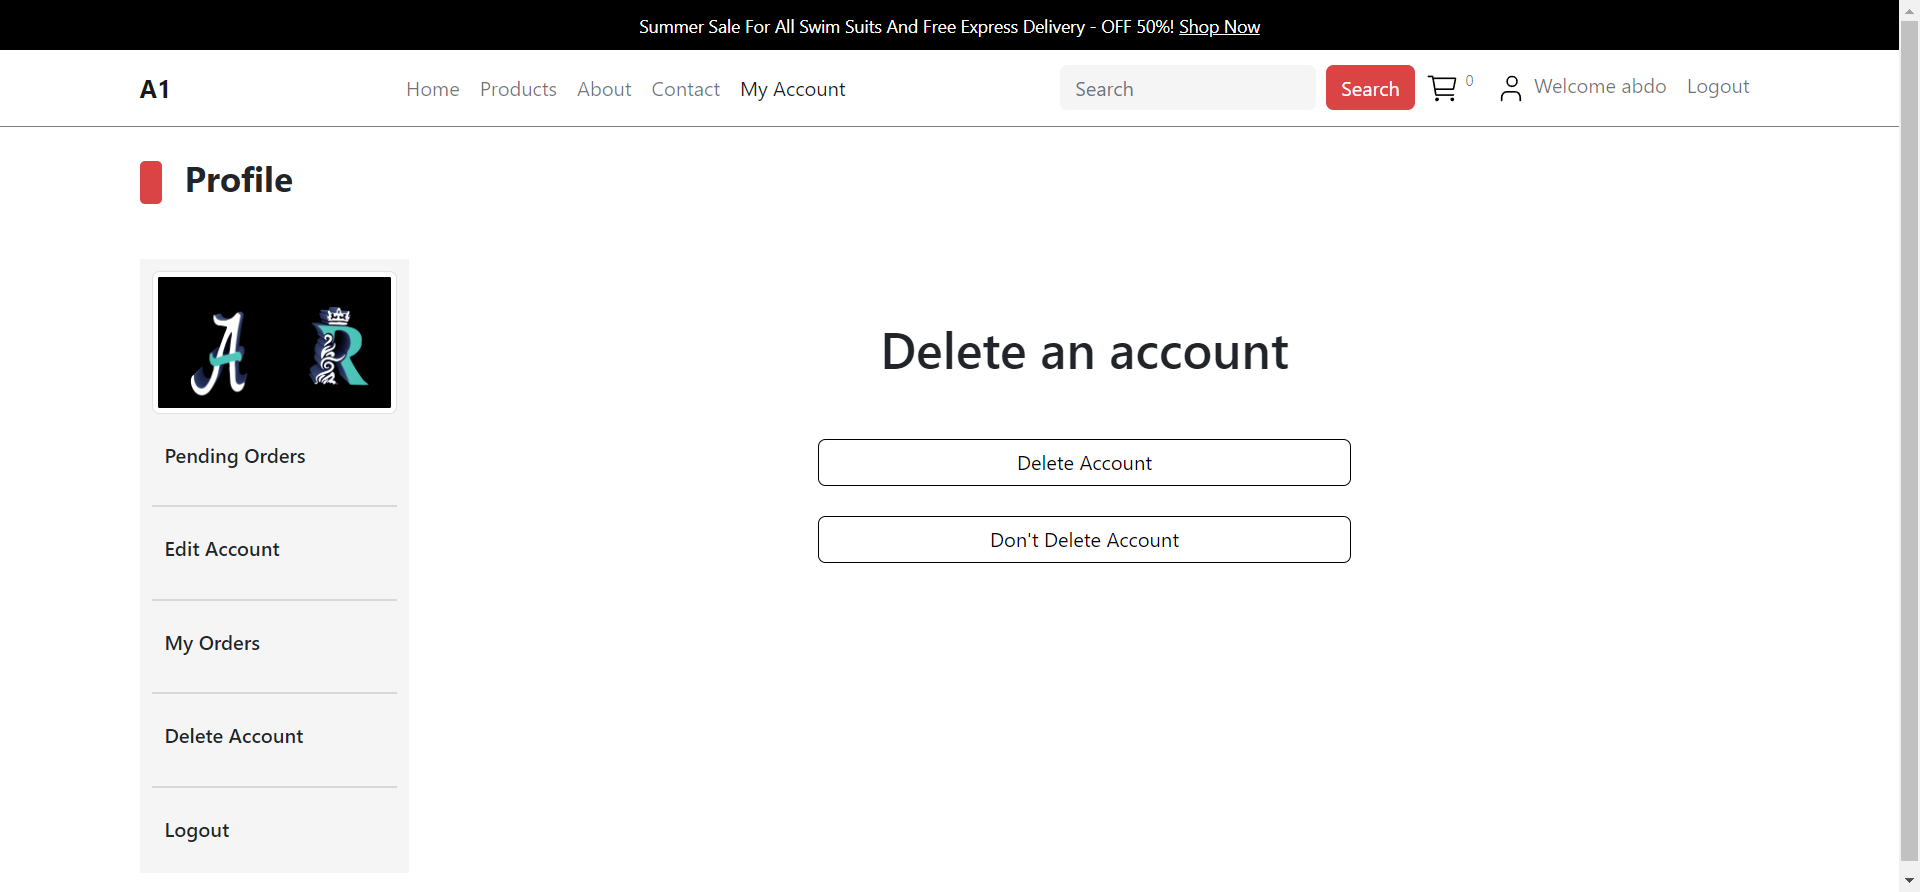 Summer Sale For All Swim Suits And Free Express Delivery - OFF 50%! Shop Now
A1 Home Products About Contact My Account Search Search 0 Welcome abdo Logout
Profile
A R
Delete an account
Delete Account
Don't Delete Account
Pending Orders
Edit Account
My Orders
Delete Account
Logout